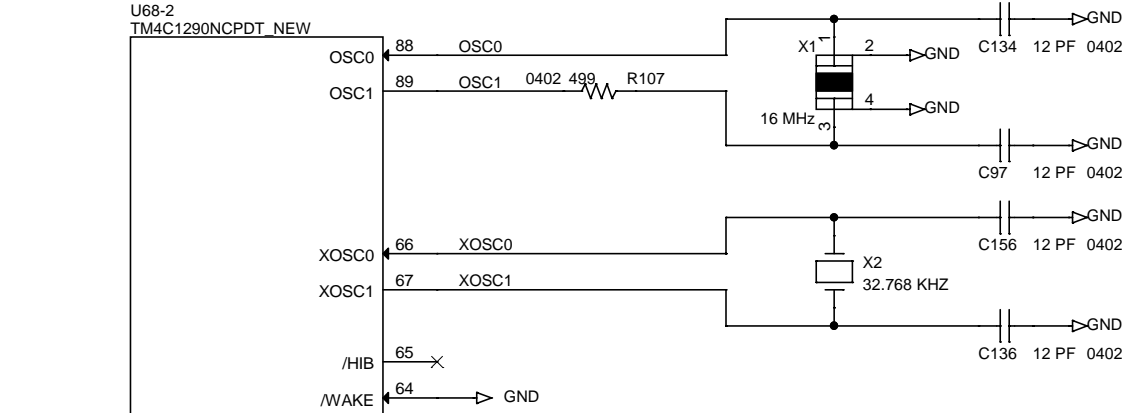 U68-2
TM4C1290NCPDT_NEW
OSC0 88 OSC0
OSC1 89 OSC1 0402 499 R107
X1 1 2 GND
4 GND
16 MHz 3
GND
C134 12 PF 0402
GND
C97 12 PF 0402
XOSC0 66 XOSC0
XOSC1 67 XOSC1
X2
32.768 KHZ
GND
C156 12 PF 0402
GND
C136 12 PF 0402
/HIB 65
/WAKE 64 GND